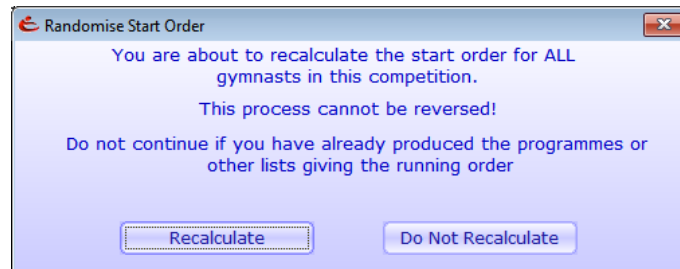 Randomise Start Order
You are about to recalculate the start order for ALL
gymnasts in this competition.
This process cannot be reversed!
Do not continue if you have already produced the programmes or
other lists giving the running order
Recalculate
Do Not Recalculate